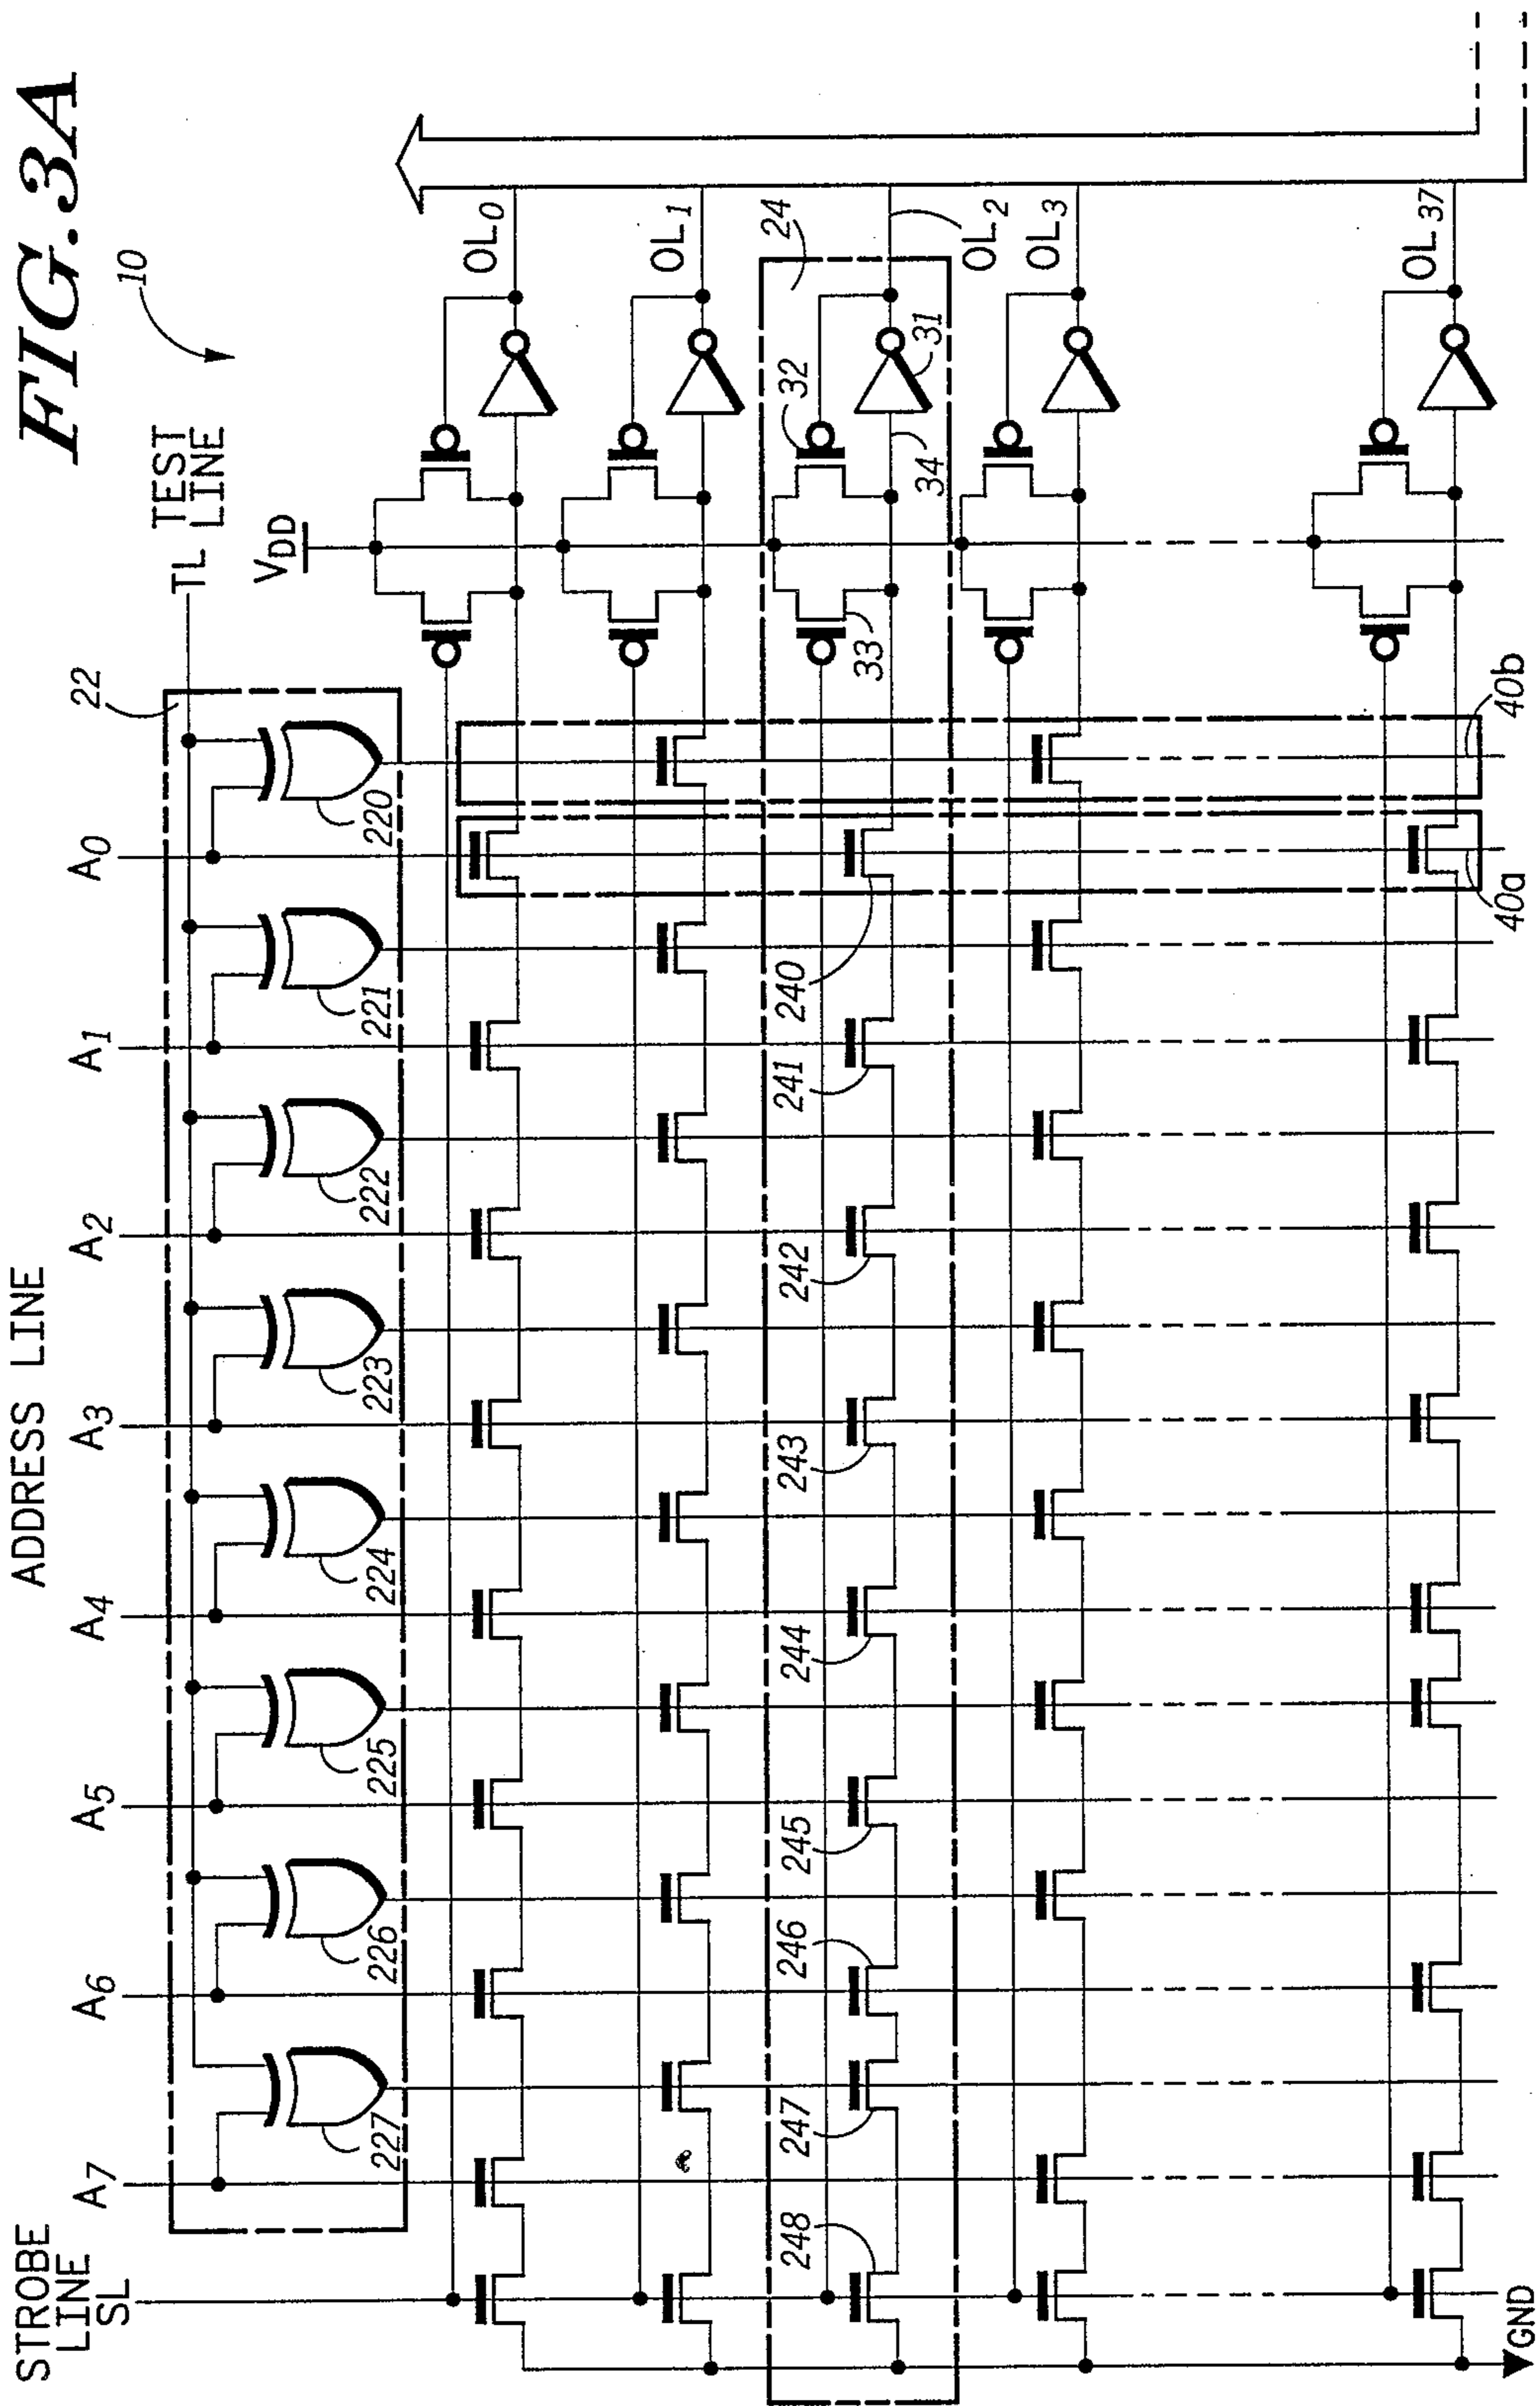 FIG. 3A
10
ADDRESS LINE
STROBE
LINE
SL
A7
A6
A5
A4
A3
A2
A1
A0
TL TEST
LINE
VDD
22
227
226
225
224
223
222
221
220
OL0
OL1
24
OL2
OL3
OL37
32
31
34
33
248
247
246
245
244
243
242
241
240
40a
40b
GND